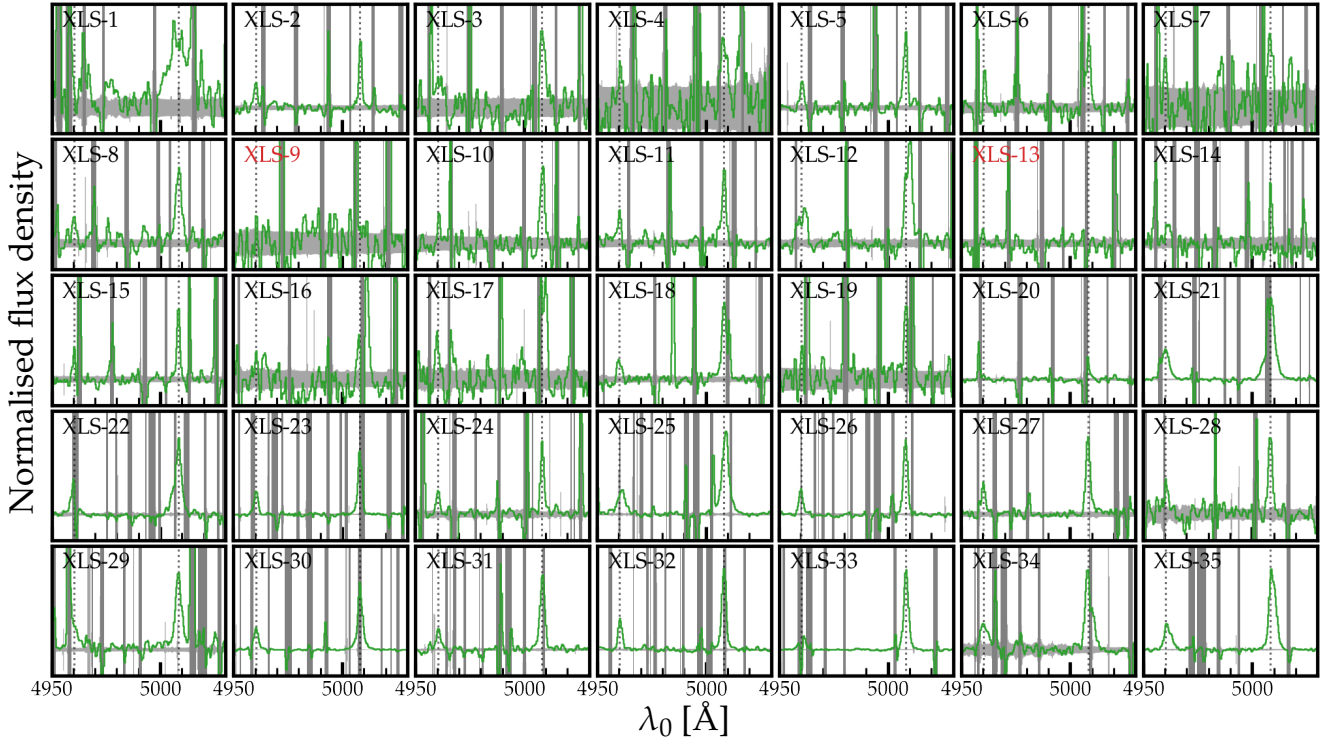 XLS-1 XLS-2 XLS-3 XLS-4 XLS-5 XLS-6 XLS-7
XLS-8 XLS-9 XLS-10 XLS-11 XLS-12 XLS-13 XLS-14
XLS-15 XLS-16 XLS-17 XLS-18 XLS-19 XLS-20 XLS-21
XLS-22 XLS-23 XLS-24 XLS-25 XLS-26 XLS-27 XLS-28
XLS-29 XLS-30 XLS-31 XLS-32 XLS-33 XLS-34 XLS-35
Normalised flux density
4950 5000 4950 5000 4950 5000 4950 5000 4950 5000 4950 5000 4950 5000
λ0 [Å]